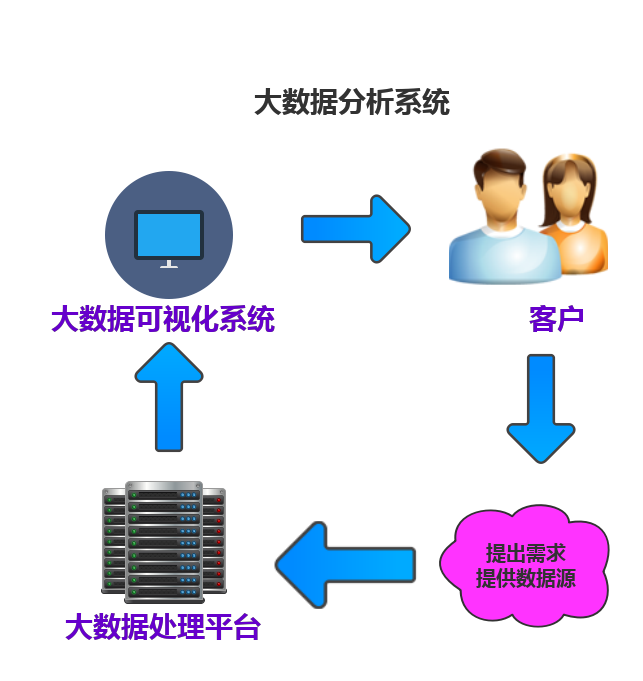 大数据分析系统
大数据可视化系统
客户
提出需求
提供数据源
大数据处理平台